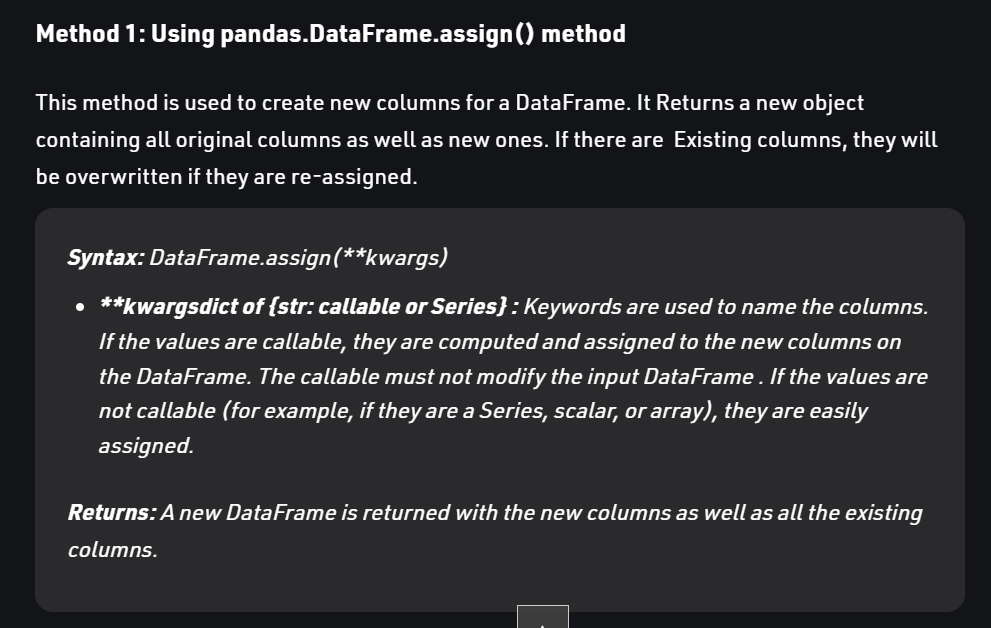 Method 1: Using pandas.DataFrame.assign() method
This method is used to create new columns for a DataFrame. It Returns a new object
containing all original columns as well as new ones. If there are  Existing columns, they will
be overwritten if they are re-assigned.
Syntax: DataFrame.assign(**kwargs)
• **kwargsdict of {str: callable or Series} : Keywords are used to name the columns.
If the values are callable, they are computed and assigned to the new columns on
the DataFrame. The callable must not modify the input DataFrame . If the values are
not callable (for example, if they are a Series, scalar, or array), they are easily
assigned.
Returns: A new DataFrame is returned with the new columns as well as all the existing
columns.